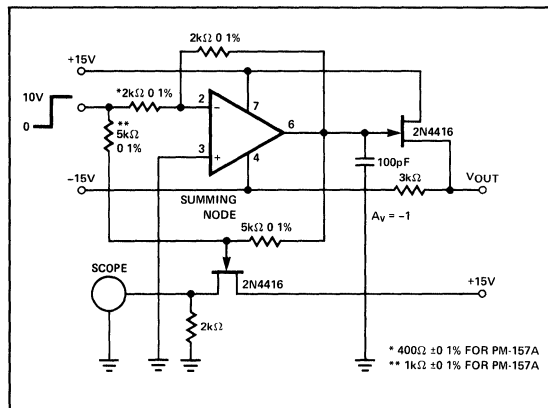 2kΩ 0 1%
+15V
10V
*2kΩ 0 1%
2
−
7
0
**
5kΩ
0 1%
6
2N4416
3
+
4
100pF
−15V
3kΩ
VOUT
SUMMING
NODE
AV = −1
5kΩ 0 1%
SCOPE
2N4416
+15V
2kΩ
* 400Ω ±0 1% FOR PM-157A
** 1kΩ ±0 1% FOR PM-157A